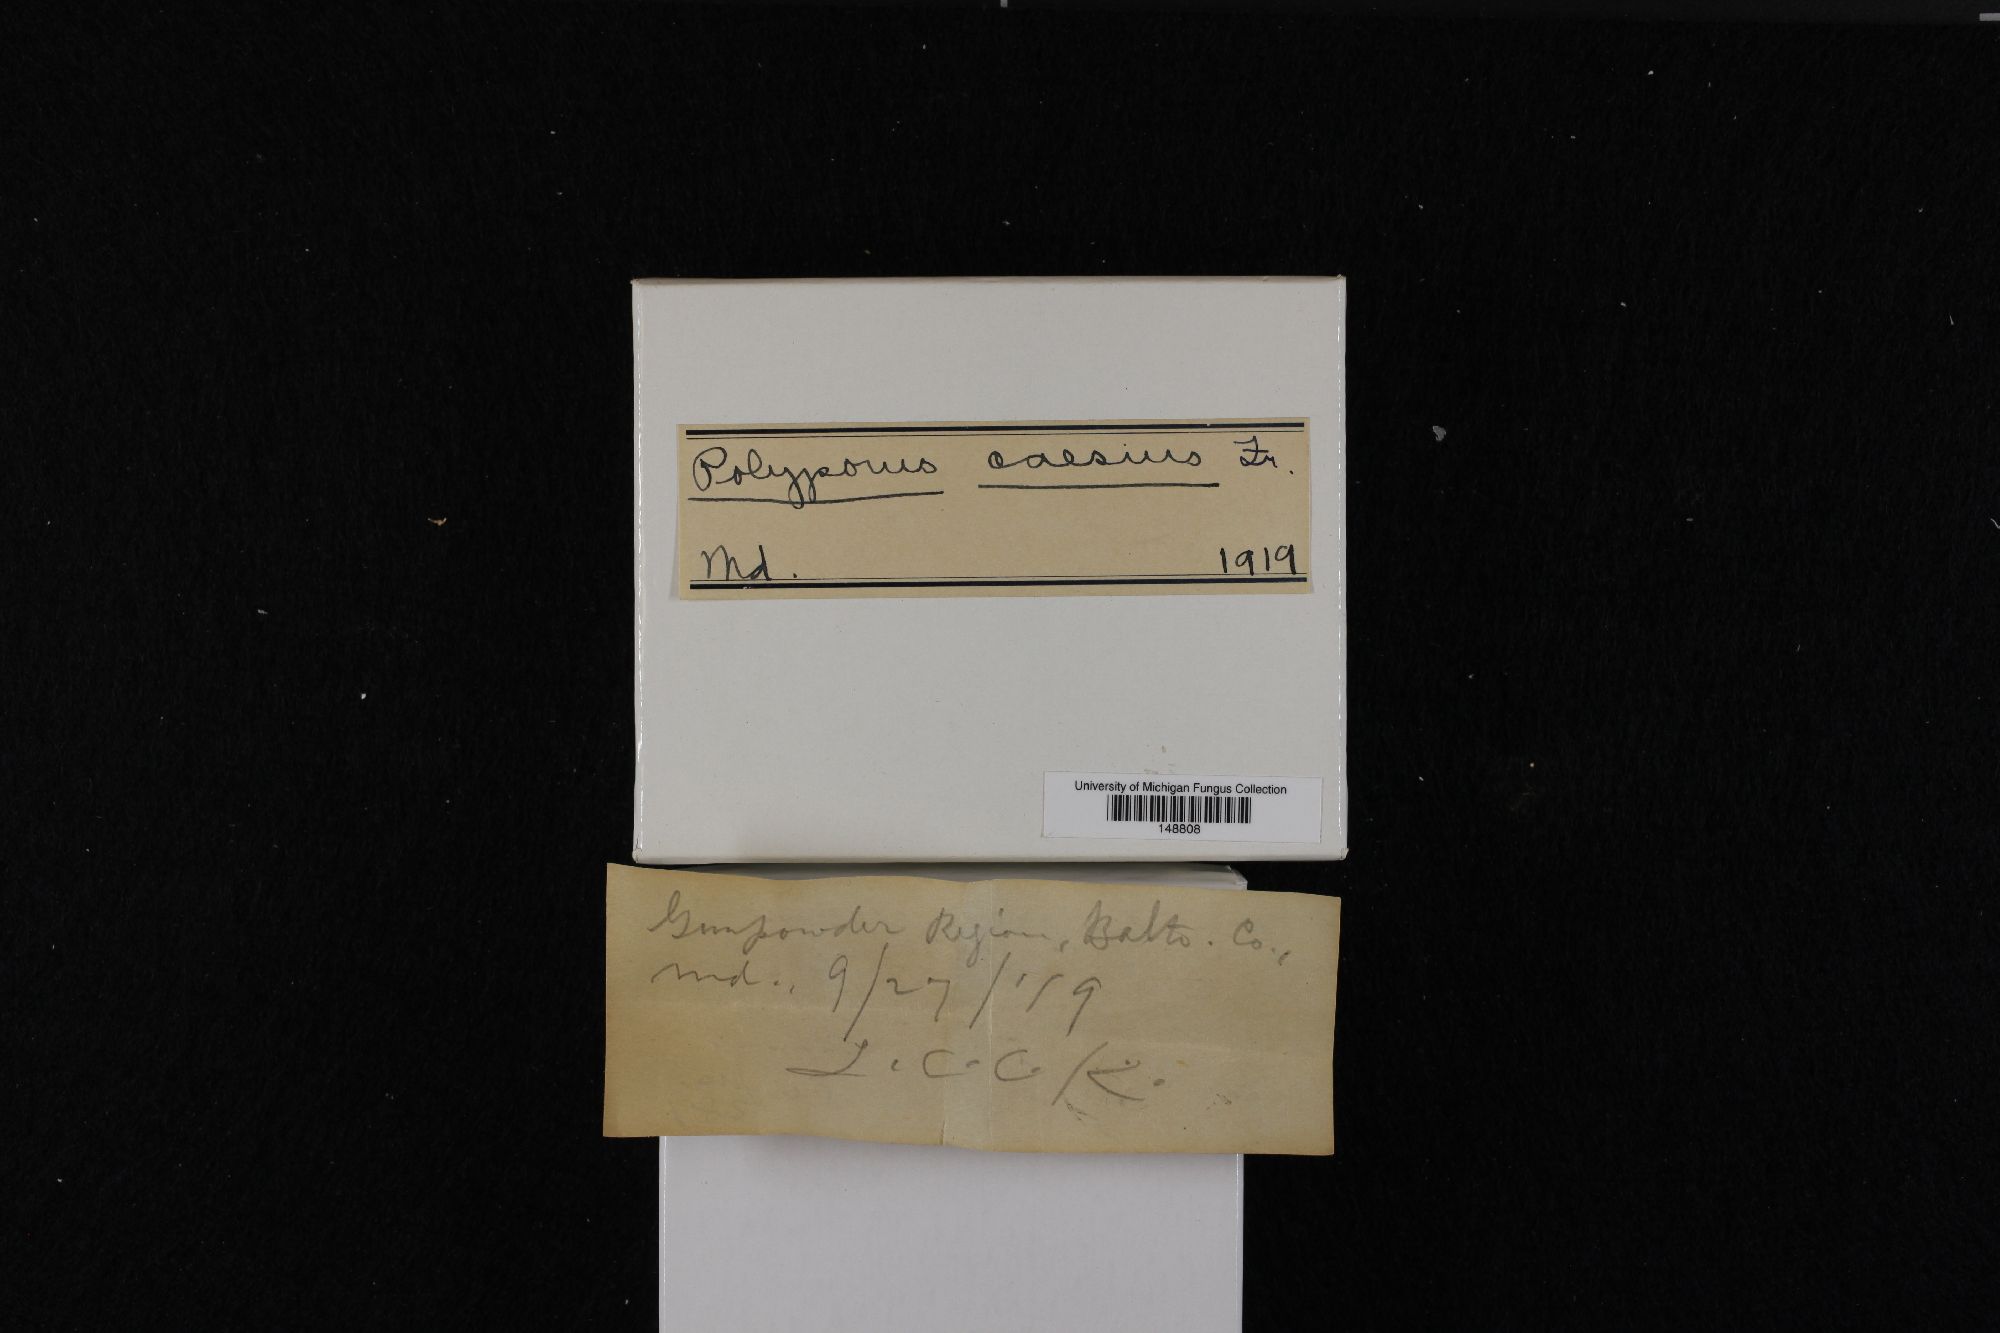 Polyporus caesius Fr.
Md. 1919
University of Michigan Fungus Collection
148808
Gunpowder Region, Balto. Co.,
Md., 9/27/'19
L.C.C.K.